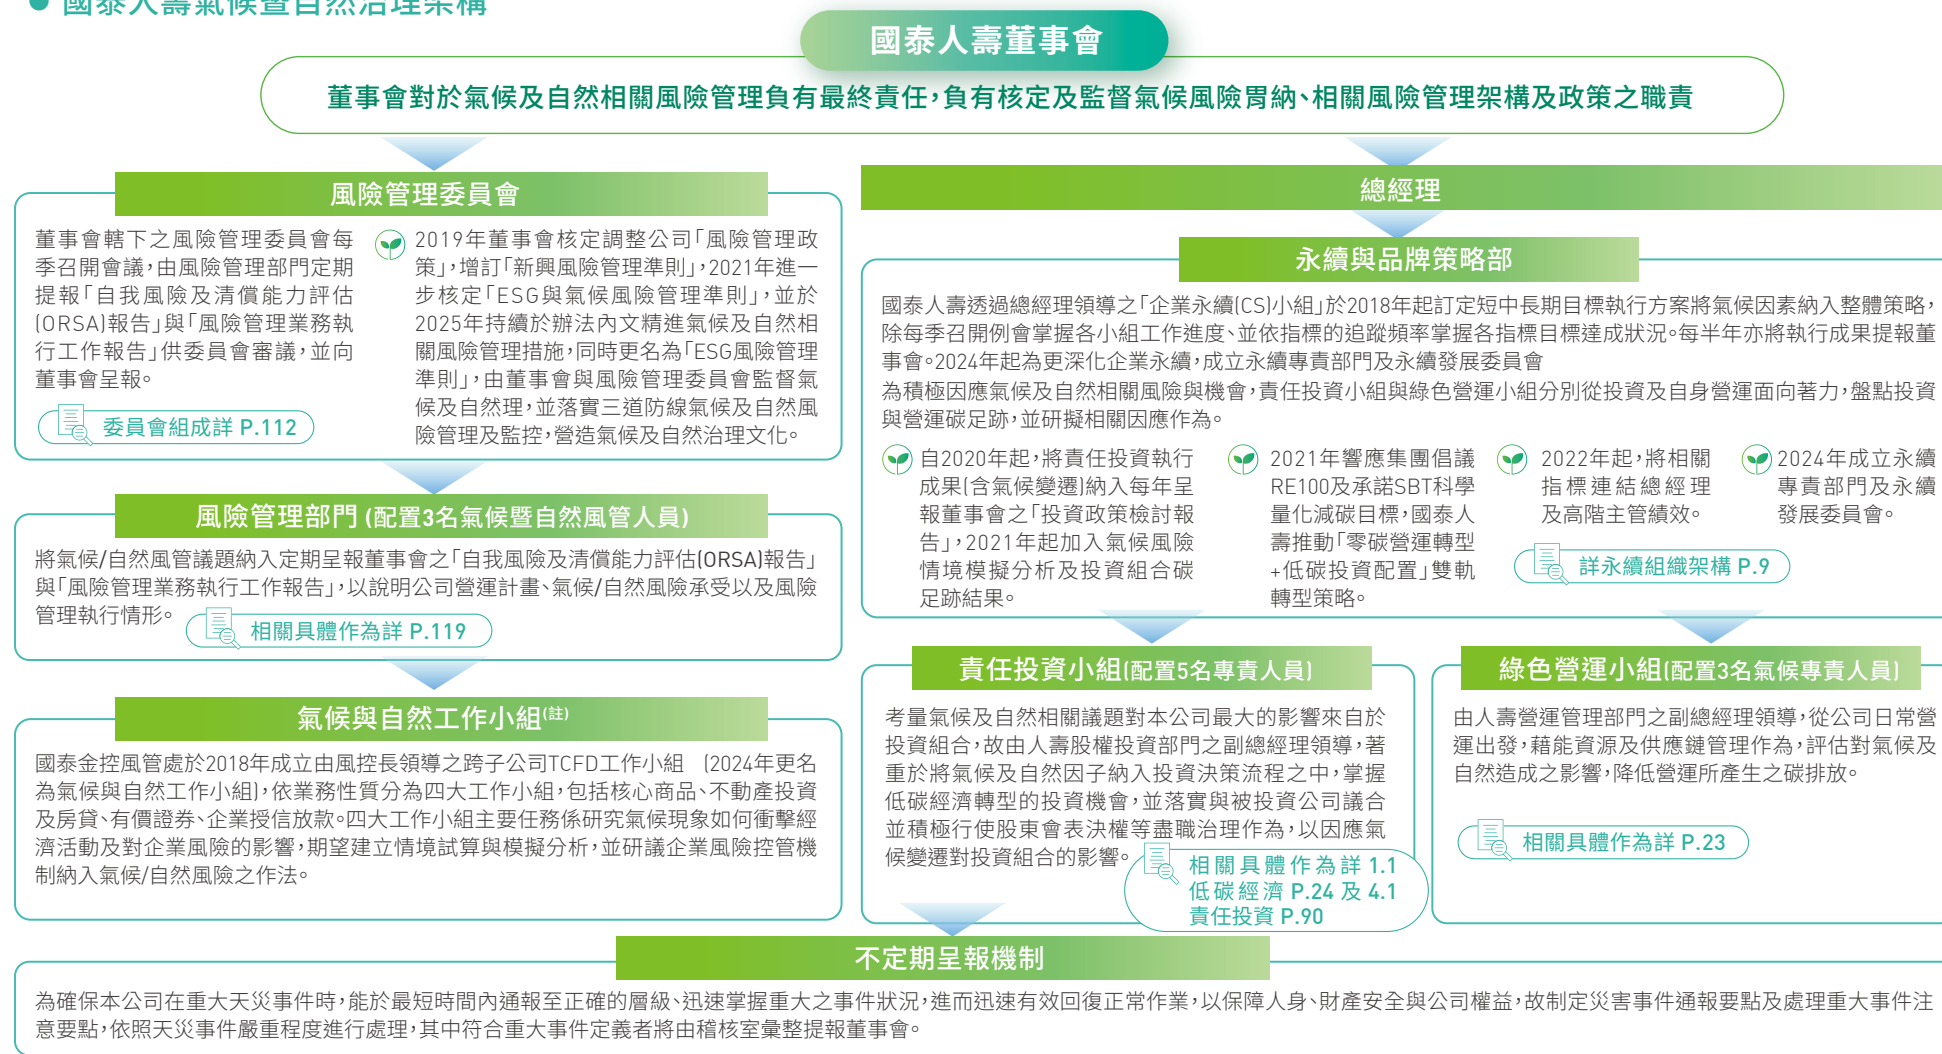 國泰人壽氣候暨自然治理架構
國泰人壽董事會
董事會對於氣候及自然相關風險管理負有最終責任，負有核定及監督氣候風險胃納、相關風險管理架構及政策之職責
風險管理委員會
董事會轄下之風險管理委員會每
季召開會議，由風險管理部門定期
提報「自我風險及清償能力評估
(ORSA)報告」與「風險管理業務執
行工作報告」供委員會審議，並向
董事會呈報。
委員會組成詳 P.112
2019年董事會核定調整公司「風險管理政
策」，增訂「新興風險管理準則」，2021年進一
步核定「ESG與氣候風險管理準則」，並於
2025年持續於辦法內文精進氣候及自然相
關風險管理措施，同時更名為「ESG風險管理
準則」，由董事會與風險管理委員會監督氣
候及自然理，並落實三道防線氣候及自然風
險管理及監控，營造氣候及自然治理文化。
風險管理部門 (配置3名氣候暨自然風管人員)
將氣候/自然風管議題納入定期呈報董事會之「自我風險及清償能力評估(ORSA)報告」
與「風險管理業務執行工作報告」，以說明公司營運計畫、氣候/自然風險承受以及風險
管理執行情形。
相關具體作為詳 P.119
氣候與自然工作小組(註)
國泰金控風管處於2018年成立由風控長領導之跨子公司TCFD工作小組 (2024年更名
為氣候與自然工作小組)，依業務性質分為四大工作小組，包括核心商品、不動產投資
及房貸、有價證券、企業授信放款。四大工作小組主要任務係研究氣候現象如何衝擊經
濟活動及對企業風險的影響，期望建立情境試算與模擬分析，並研議企業風險控管機
制納入氣候/自然風險之作法。
總經理
永續與品牌策略部
國泰人壽透過總經理領導之「企業永續(CS)小組」於2018年起訂定短中長期目標執行方案將氣候因素納入整體策略，
除每季召開例會掌握各小組工作進度、並依指標的追蹤頻率掌握各指標目標達成狀況。每半年亦將執行成果提報董
事會。2024年起為更深化企業永續，成立永續專責部門及永續發展委員會
為積極因應氣候及自然相關風險與機會，責任投資小組與綠色營運小組分別從投資及自身營運面向著力，盤點投資
與營運碳足跡，並研擬相關因應作為。
自2020年起，將責任投資執行
成果(含氣候變遷)納入每年呈
報董事會之「投資政策檢討報
告」，2021年起加入氣候風險
情境模擬分析及投資組合碳
足跡結果。
2021年響應集團倡議
RE100及承諾SBT科學
量化減碳目標，國泰人
壽推動「零碳營運轉型
+低碳投資配置」雙軌
轉型策略。
2022年起，將相關
指標連結總經理
及高階主管績效。
2024年成立永續
專責部門及永續
發展委員會。
詳永續組織架構 P.9
責任投資小組(配置5名專責人員)
考量氣候及自然相關議題對本公司最大的影響來自於
投資組合，故由人壽股權投資部門之副總經理領導，著
重於將氣候及自然因子納入投資決策流程之中，掌握
低碳經濟轉型的投資機會，並落實與被投資公司議合
並積極行使股東會表決權等盡職治理作為，以因應氣
候變遷對投資組合的影響。
相關具體作為詳 1.1
低碳經濟 P.24 及 4.1
責任投資 P.90
綠色營運小組(配置3名氣候專責人員)
由人壽營運管理部門之副總經理領導，從公司日常營
運出發，藉能資源及供應鏈管理作為，評估對氣候及
自然造成之影響，降低營運所產生之碳排放。
相關具體作為詳 P.23
不定期呈報機制
為確保本公司在重大天災事件時，能於最短時間內通報至正確的層級、迅速掌握重大之事件狀況，進而迅速有效回復正常作業，以保障人身、財產安全與公司權益，故制定災害事件通報要點及處理重大事件注
意要點，依照天災事件嚴重程度進行處理，其中符合重大事件定義者將由稽核室彙整提報董事會。